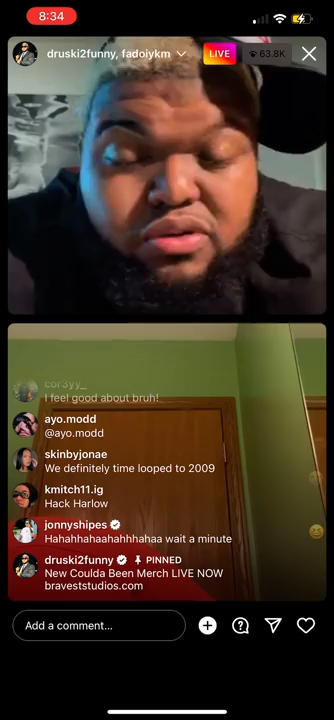 8:34
druski2funny, fadoiykm
LIVE
63.8K
cor3yy_
I feel good about bruh!
ayo.modd
@ayo.modd
skinbyjonae
We definitely time looped to 2009
kmitch11.ig
Hack Harlow
jonnyshipes
Hahahhahaahahhhahaa wait a minute
druski2funny PINNED
New Coulda Been Merch LIVE NOW
braveststudios.com
Add a comment...